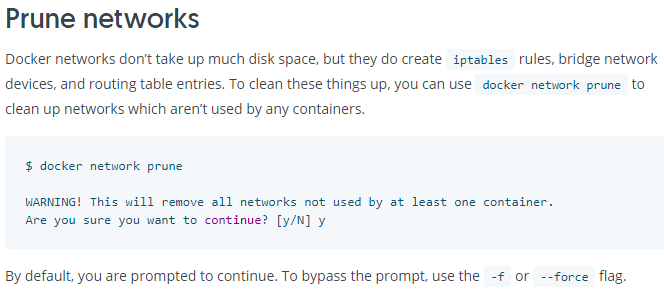 Prune networks
Docker networks don’t take up much disk space, but they do create iptables rules, bridge network
devices, and routing table entries. To clean these things up, you can use docker network prune to
clean up networks which aren’t used by any containers.
$ docker network prune
WARNING! This will remove all networks not used by at least one container.
Are you sure you want to continue? [y/N] y
By default, you are prompted to continue. To bypass the prompt, use the -f or --force flag.